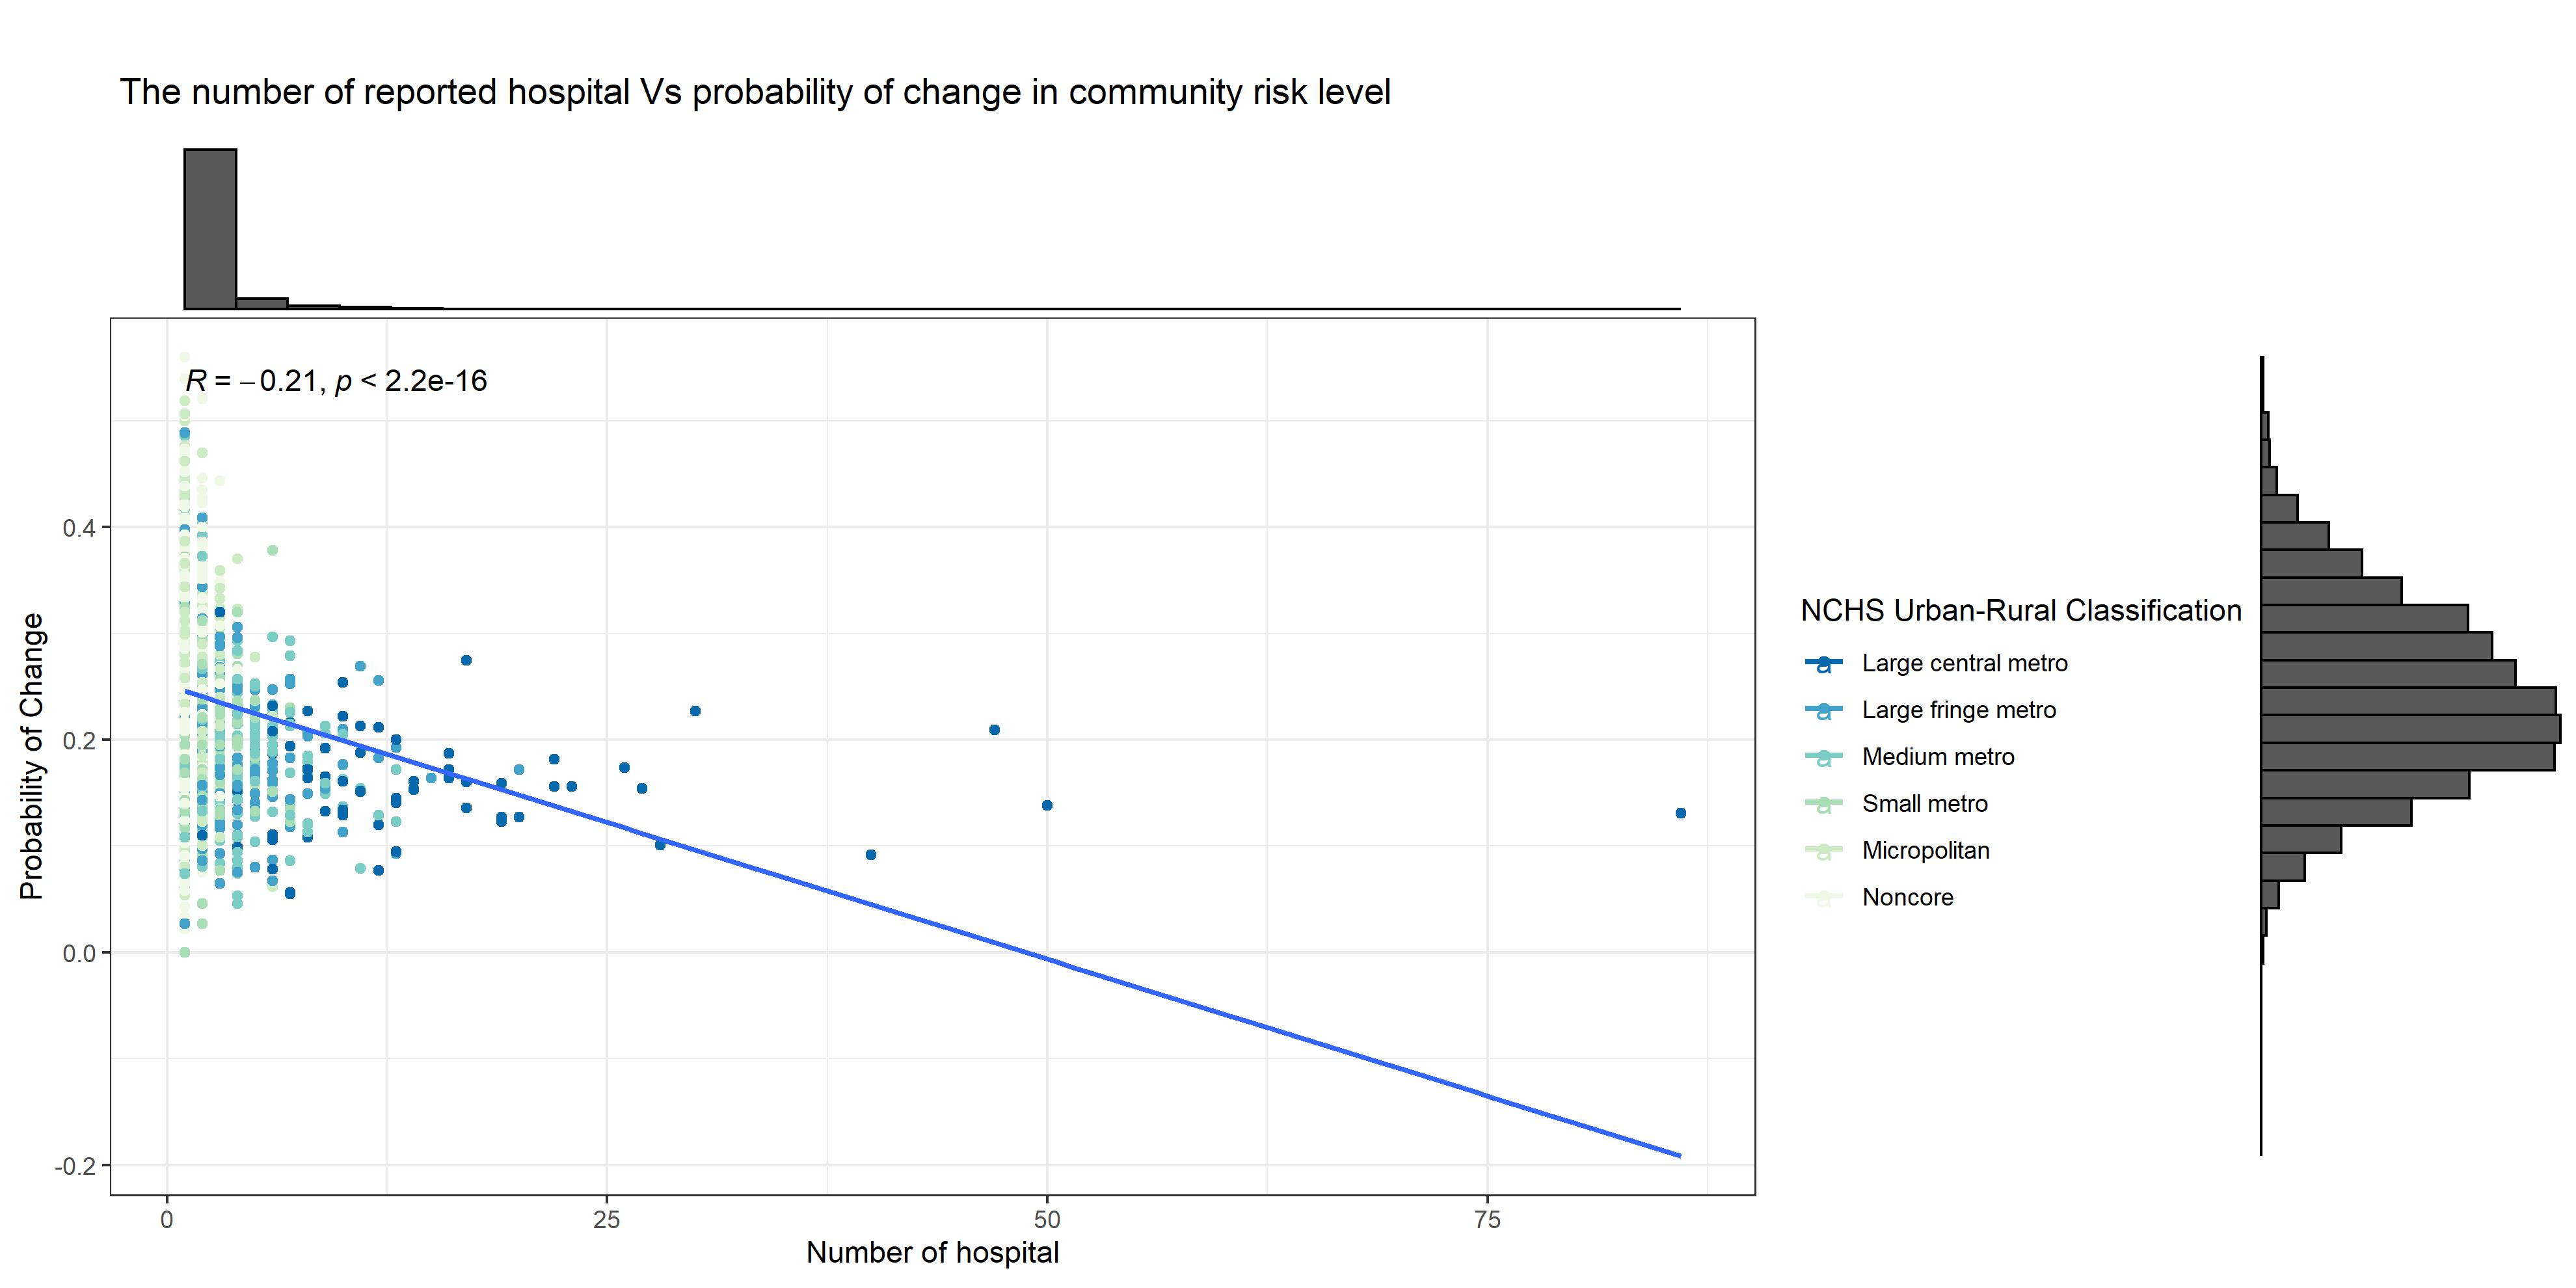 The number of reported hospital Vs probability of change in community risk level
R = −0.21, p < 2.2e-16
Probability of Change
0.4
0.2
0.0
-0.2
0
25
50
75
Number of hospital
NCHS Urban-Rural Classification
a Large central metro
a Large fringe metro
a Medium metro
a Small metro
a Micropolitan
a Noncore